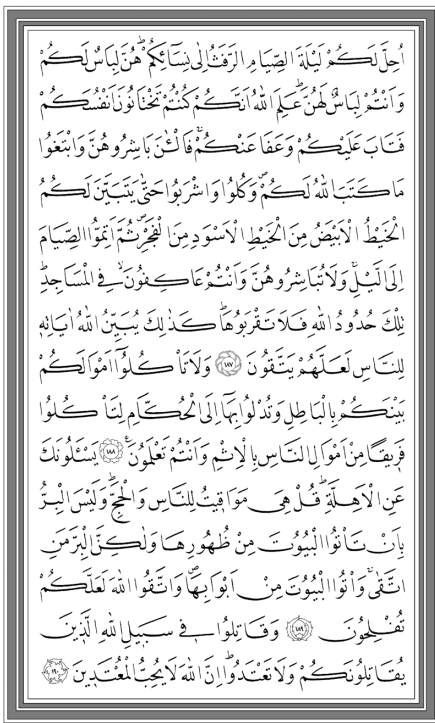 اُحِلَّ لَكُمْ لَيْلَةَ الصِّيَامِ الرَّفَثُ اِلٰى نِسَٓائِكُمْۜ هُنَّ لِبَاسٌ لَكُمْ
وَاَنْتُمْ لِبَاسٌ لَهُنَّۜ عَلِمَ اللّٰهُ اَنَّكُمْ كُنْتُمْ تَخْتَانُونَ اَنْفُسَكُمْ
فَتَابَ عَلَيْكُمْ وَعَفَا عَنْكُمْۚ فَالْـٰٔنَ بَاشِرُوهُنَّ وَابْتَغُوا
مَا كَتَبَ اللّٰهُ لَكُمْۖ وَكُلُوا وَاشْرَبُوا حَتّٰى يَتَبَيَّنَ لَكُمُ
الْخَيْطُ الْاَبْيَضُ مِنَ الْخَيْطِ الْاَسْوَدِ مِنَ الْفَجْرِۖ ثُمَّ اَتِمُّوا الصِّيَامَ
اِلَى الَّيْلِۚ وَلَا تُبَاشِرُوهُنَّ وَاَنْتُمْ عَاكِفُونَۙ فِي الْمَسَاجِدِۜ
تِلْكَ حُدُودُ اللّٰهِ فَلَا تَقْرَبُوهَاۜ كَذٰلِكَ يُبَيِّنُ اللّٰهُ اٰيَاتِهٖ
لِلنَّاسِ لَعَلَّهُمْ يَتَّقُونَ ﴿١٨٧﴾ وَلَا تَأْكُلُٓوا اَمْوَالَكُمْ
بَيْنَكُمْ بِالْبَاطِلِ وَتُدْلُوا بِهَٓا اِلَى الْحُكَّامِ لِتَأْكُلُوا
فَرٖيقًا مِنْ اَمْوَالِ النَّاسِ بِالْاِثْمِ وَاَنْتُمْ تَعْلَمُونَ ﴿١٨٨﴾ يَسْـَٔلُونَكَ
عَنِ الْاَهِلَّةِۜ قُلْ هِيَ مَوَاقٖيتُ لِلنَّاسِ وَالْحَجِّۜ وَلَيْسَ الْبِرُّ
بِاَنْ تَأْتُوا الْبُيُوتَ مِنْ ظُهُورِهَا وَلٰكِنَّ الْبِرَّ مَنِ
اتَّقٰىۚ وَأْتُوا الْبُيُوتَ مِنْ اَبْوَابِهَاۖ وَاتَّقُوا اللّٰهَ لَعَلَّكُمْ
تُفْلِحُونَ ﴿١٨٩﴾ وَقَاتِلُوا فٖي سَبٖيلِ اللّٰهِ الَّذٖينَ
يُقَاتِلُونَكُمْ وَلَا تَعْتَدُواۜ اِنَّ اللّٰهَ لَا يُحِبُّ الْمُعْتَدٖينَ ﴿١٩٠﴾